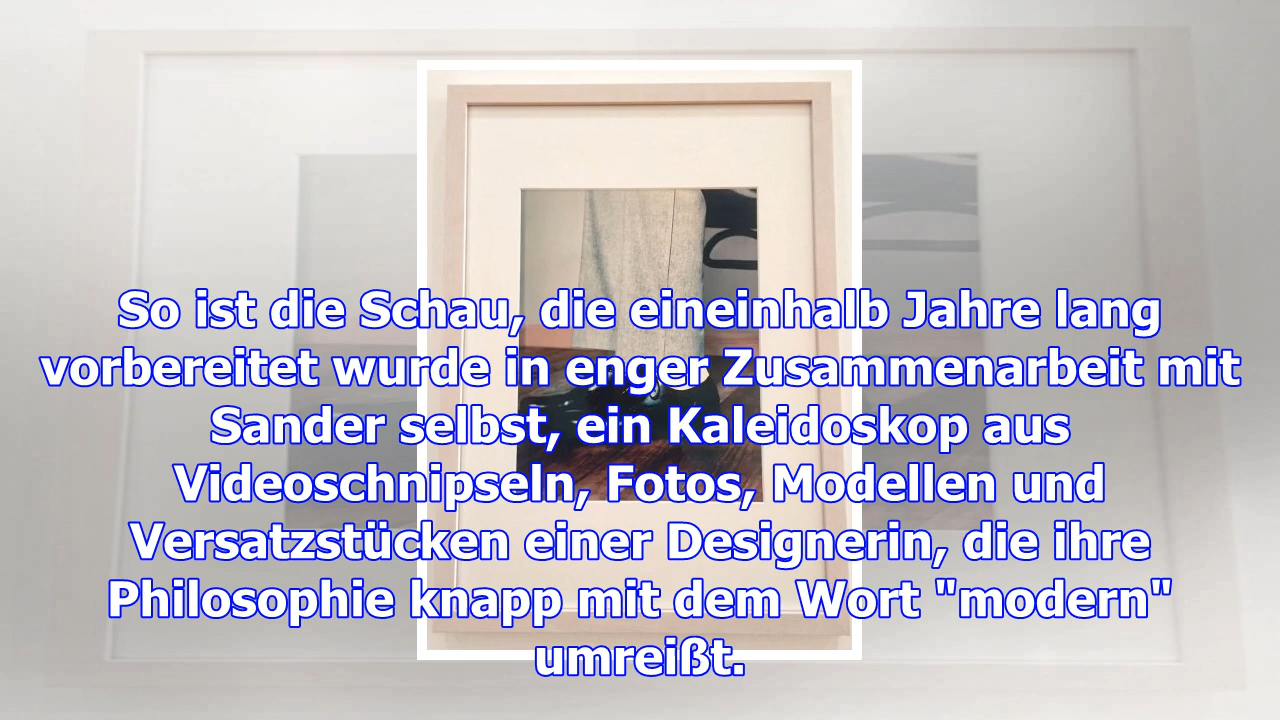 So ist die Schau, die eineinhalb Jahre lang
vorbereitet wurde in enger Zusammenarbeit mit
Sander selbst, ein Kaleidoskop aus
Videoschnipseln, Fotos, Modellen und
Versatzstücken einer Designerin, die ihre
Philosophie knapp mit dem Wort "modern"
umreißt.